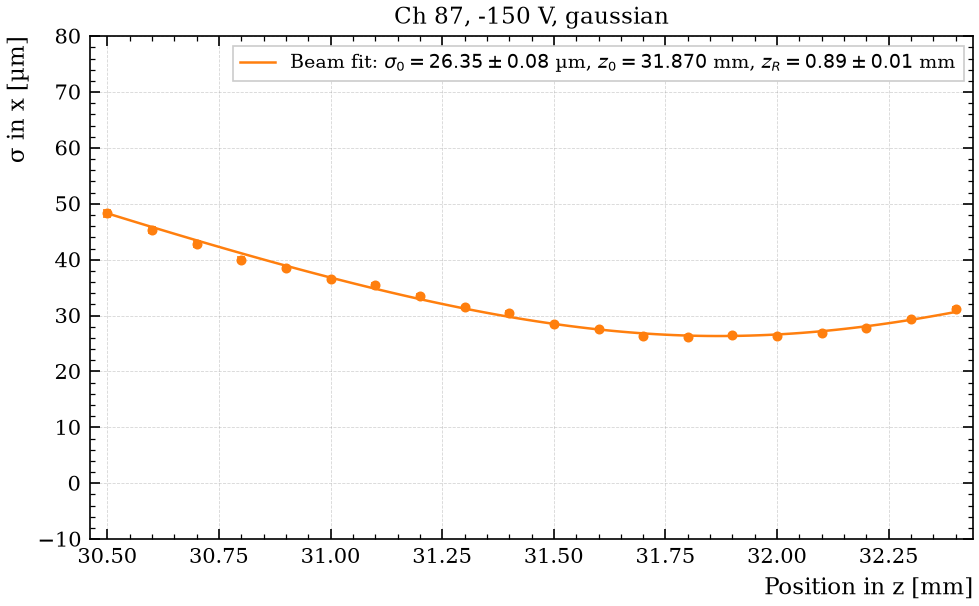 Ch 87, -150 V, gaussian
σ in x [µm]
Beam fit: σ₀ = 26.35 ± 0.08 µm, z₀ = 31.870 mm, z_R = 0.89 ± 0.01 mm
80
70
60
50
40
30
20
10
0
−10
30.50 30.75 31.00 31.25 31.50 31.75 32.00 32.25
Position in z [mm]